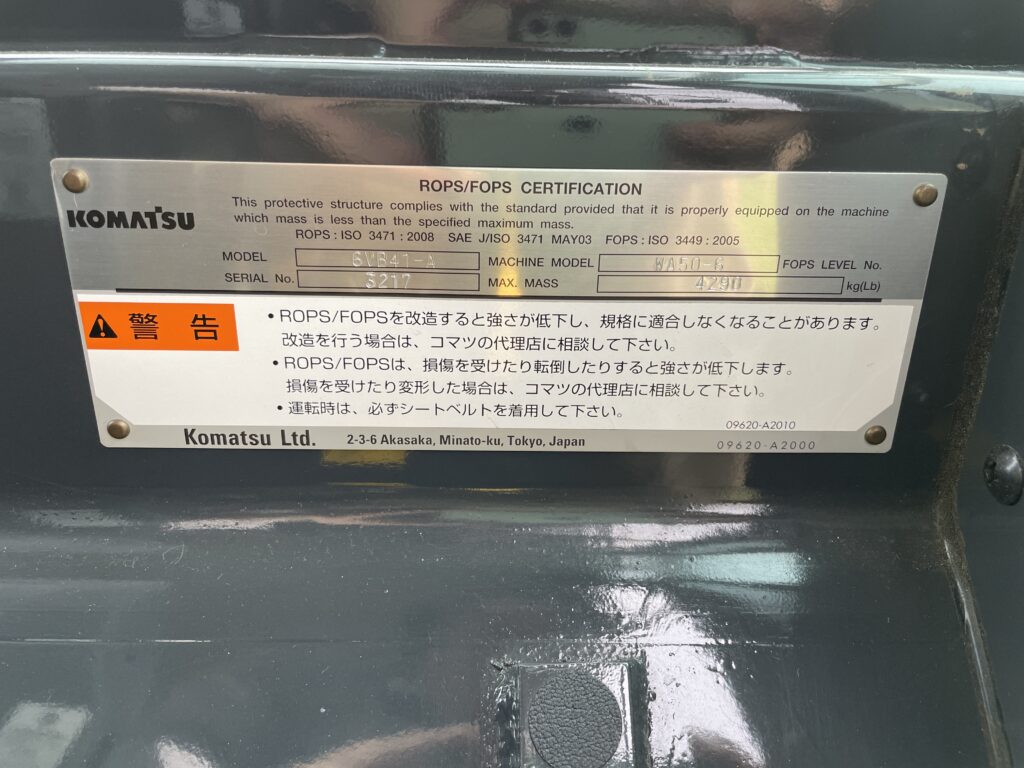 ROPS/FOPS CERTIFICATION
KOMATSU
This protective structure complies with the standard provided that it is properly equipped on the machine
which mass is less than the specified maximum mass.
ROPS : ISO 3471 : 2008 SAE J/ISO 3471 MAY03 FOPS : ISO 3449 : 2005
MODEL 6VB41-A MACHINE MODEL WA50-6 FOPS LEVEL No.
SERIAL No. 3217 MAX. MASS 4290 kg(Lb)
警告
• ROPS/FOPSを改造すると強さが低下し、規格に適合しなくなることがあります。
改造を行う場合は、コマツの代理店に相談して下さい。
• ROPS/FOPSは、損傷を受けたり転倒したりすると強さが低下します。
損傷を受けたり変形した場合は、コマツの代理店に相談して下さい。
• 運転時は、必ずシートベルトを着用して下さい。
09620-A2010
Komatsu Ltd. 2-3-6 Akasaka, Minato-ku, Tokyo, Japan
09620-A2000